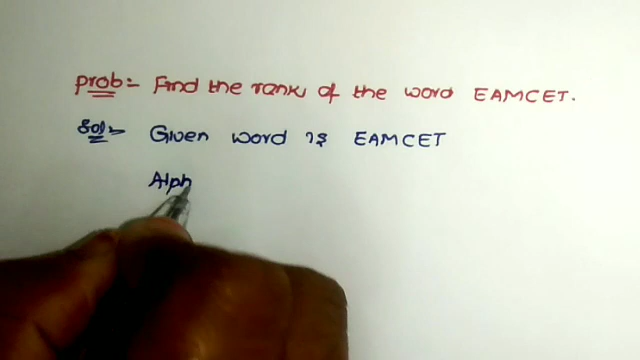 prob:- Find the rank of the word EAMCET.
Sol:- Given word is EAMCET
Alph